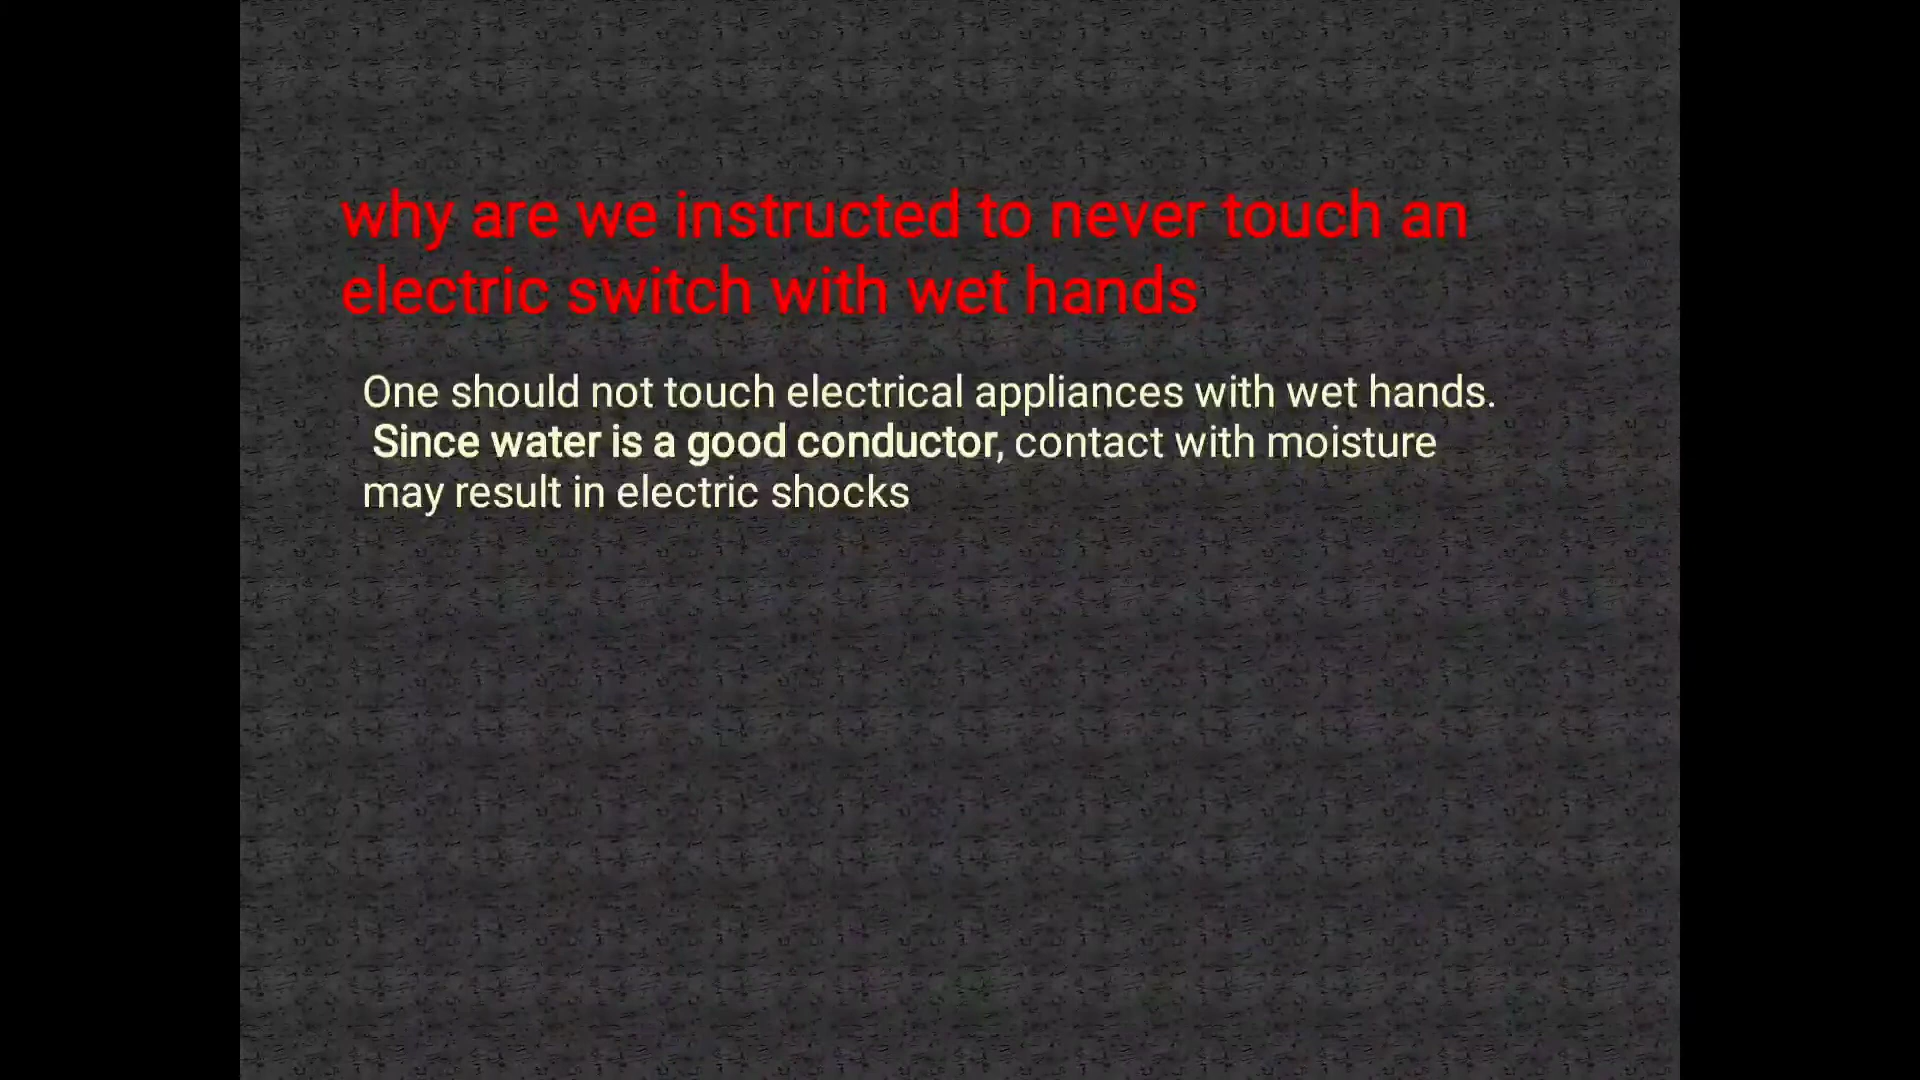 why are we instructed to never touch an
electric switch with wet hands
One should not touch electrical appliances with wet hands.
Since water is a good conductor, contact with moisture
may result in electric shocks